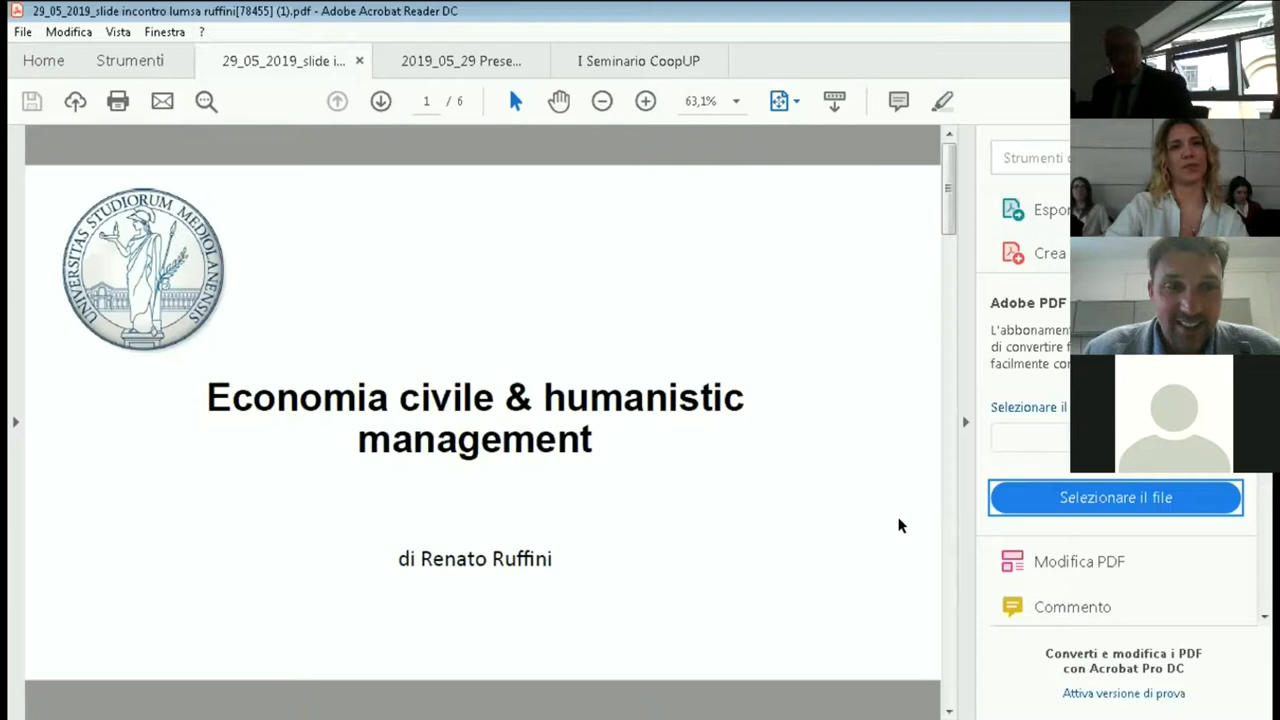 29_05_2019_slide incontro lumsa ruffini[78455] (1).pdf - Adobe Acrobat Reader DC
File Modifica Vista Finestra ?
Home Strumenti 29_05_2019_slide i... × 2019_05_29 Prese... I Seminario CoopUP
1 / 6 63,1%
UNIVERSITAS STUDIORUM MEDIOLANENSIS
Economia civile & humanistic
management
di Renato Ruffini
Strumenti
Espor
Crea
Adobe PDF
L'abbonamen
di convertire
facilmente
Selezionare il
Selezionare il file
Modifica PDF
Commento
Converti e modifica i PDF
con Acrobat Pro DC
Attiva versione di prova